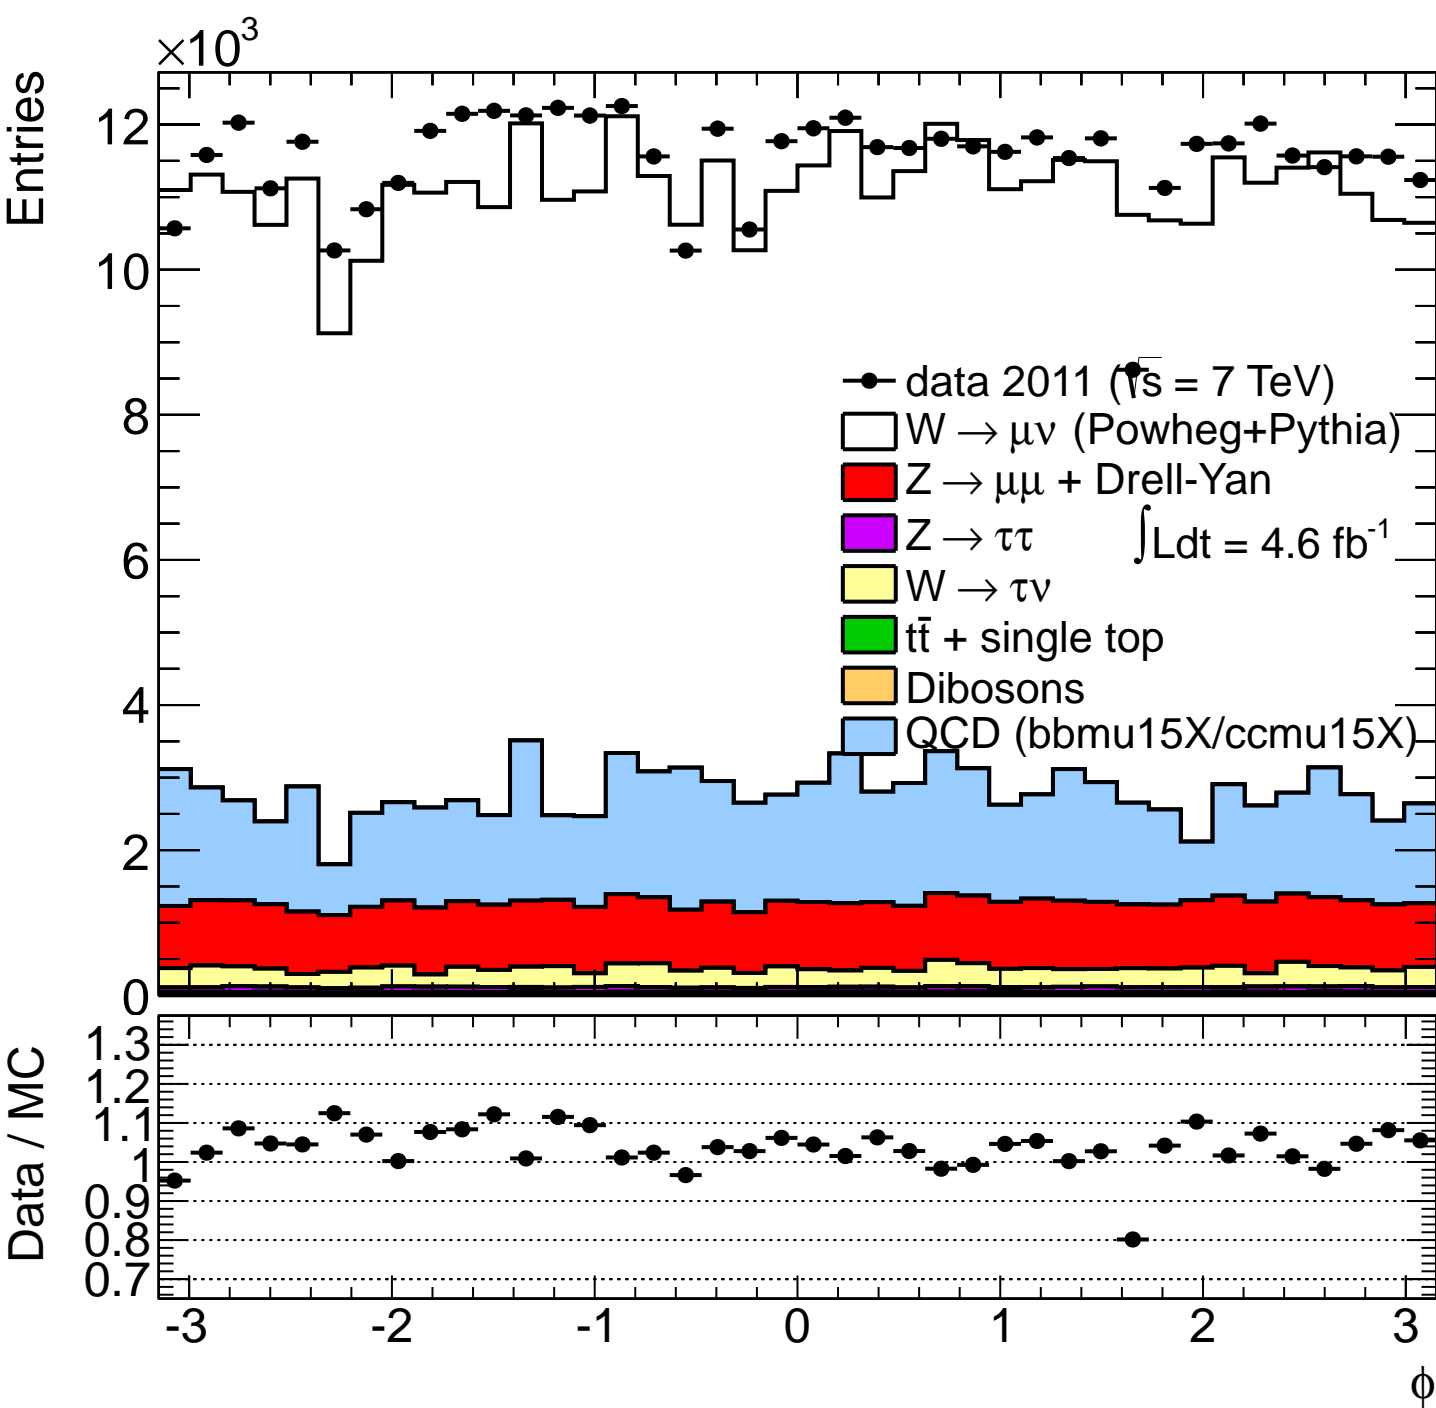 ×10³
Entries
12
10
8
6
4
2
0
data 2011 (√s = 7 TeV)
W → μν (Powheg+Pythia)
Z → μμ + Drell-Yan
Z → ττ
∫Ldt = 4.6 fb⁻¹
W → τν
tt̄ + single top
Dibosons
QCD (bbmu15X/ccmu15X)
Data / MC
1.3
1.2
1.1
1
0.9
0.8
0.7
-3 -2 -1 0 1 2 3
ϕ